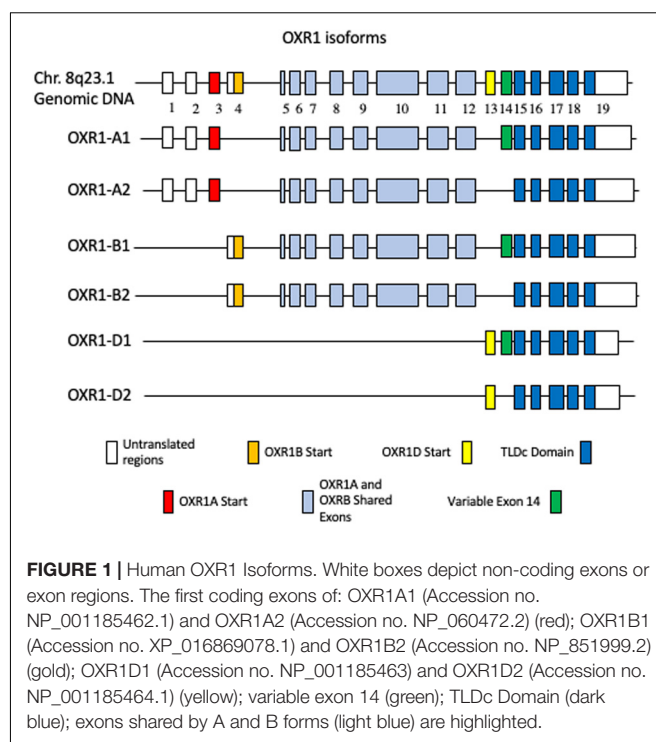 OXR1 isoforms
Chr. 8q23.1
Genomic DNA
1 2 3 4 5 6 7 8 9 10 11 12 13 14 15 16 17 18 19
OXR1-A1
OXR1-A2
OXR1-B1
OXR1-B2
OXR1-D1
OXR1-D2
Untranslated
regions
OXR1B Start
OXR1D Start
TLDc Domain
OXR1A Start
OXR1A and
OXRB Shared
Exons
Variable Exon 14
FIGURE 1 | Human OXR1 Isoforms. White boxes depict non-coding exons or
exon regions. The first coding exons of: OXR1A1 (Accession no.
NP_001185462.1) and OXR1A2 (Accession no. NP_060472.2) (red); OXR1B1
(Accession no. XP_016869078.1) and OXR1B2 (Accession no. NP_851999.2)
(gold); OXR1D1 (Accession no. NP_001185463) and OXR1D2 (Accession no.
NP_001185464.1) (yellow); variable exon 14 (green); TLDc Domain (dark
blue); exons shared by A and B forms (light blue) are highlighted.